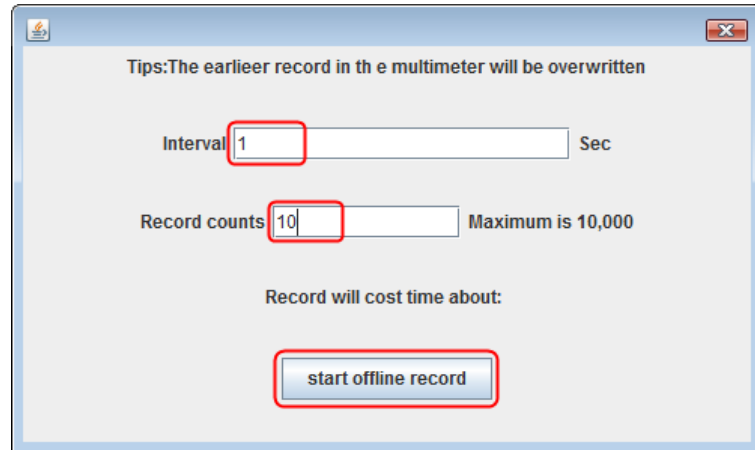 Tips:The earlieer record in th e multimeter will be overwritten
Interval 1 Sec
Record counts 10 Maximum is 10,000
Record will cost time about:
start offline record